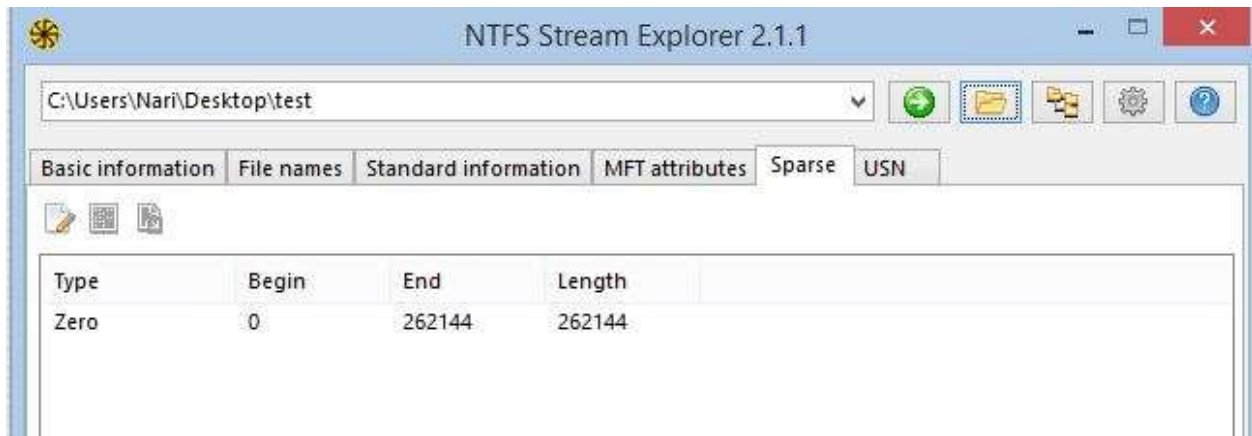 NTFS Stream Explorer 2.1.1
C:\Users\Nari\Desktop\test
Basic information File names Standard information MFT attributes Sparse USN
Type Begin End Length
Zero 0 262144 262144